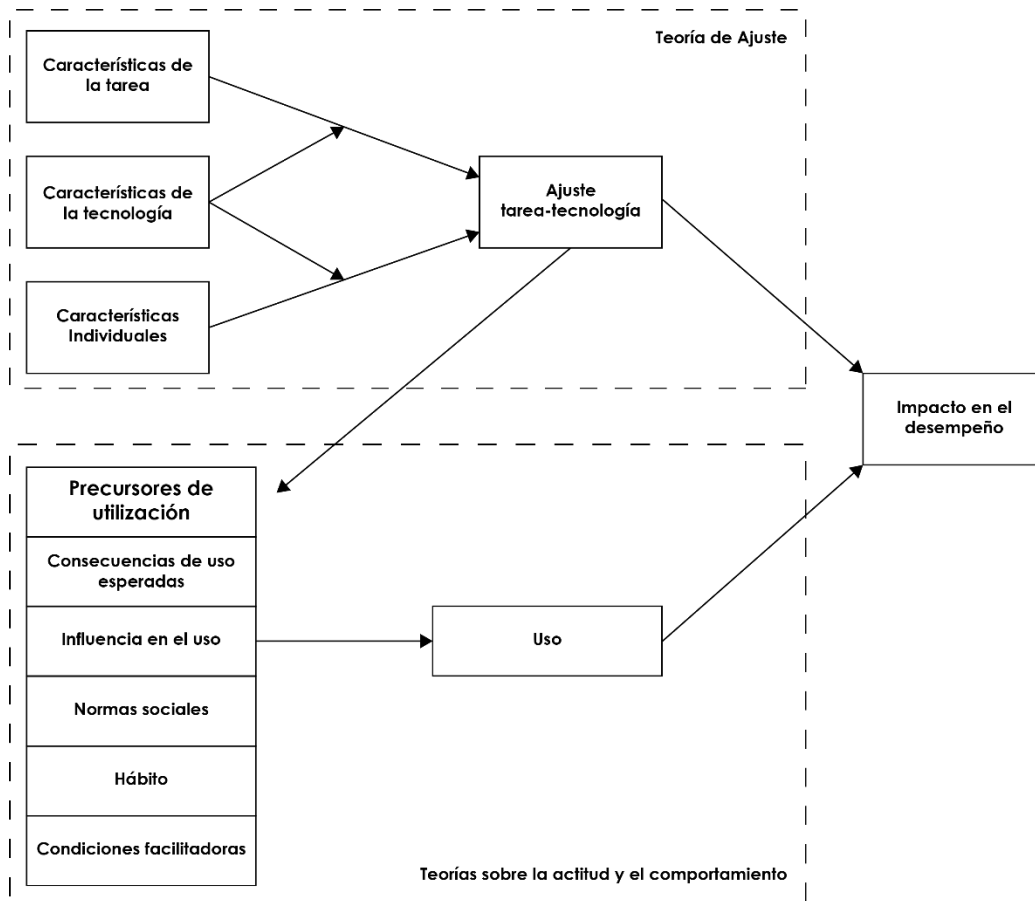 Teoría de Ajuste
Características de
la tarea
Características de
la tecnología
Características
Individuales
Ajuste
tarea-tecnología
Impacto en el
desempeño
Precursores de
utilización
Consecuencias de uso
esperadas
Influencia en el uso
Normas sociales
Hábito
Condiciones facilitadoras
Uso
Teorías sobre la actitud y el comportamiento